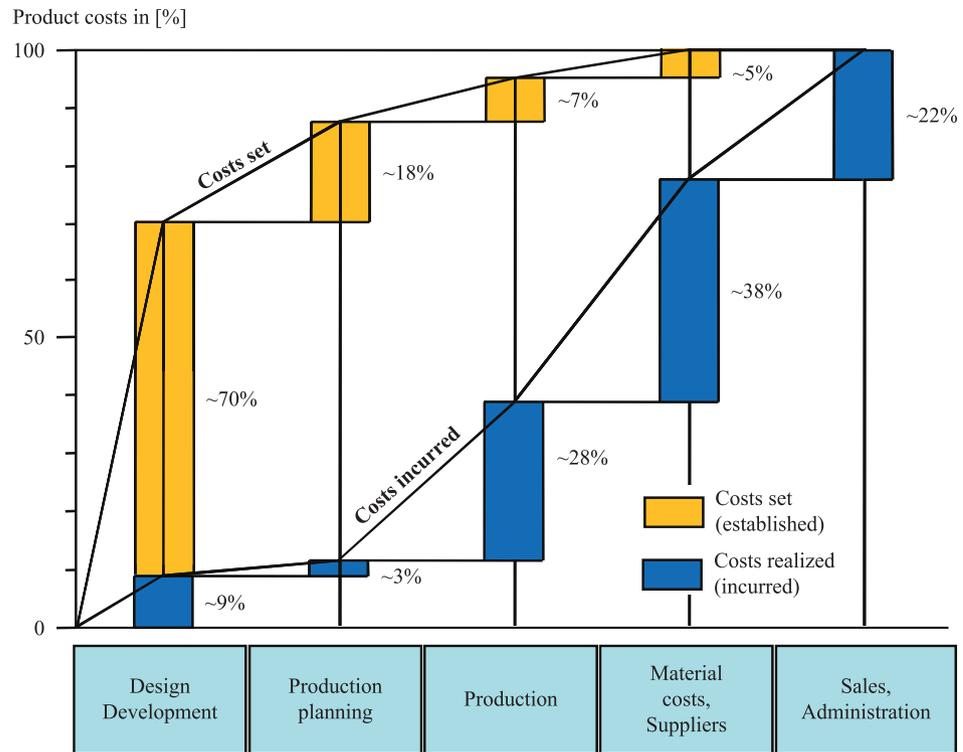 Product costs in [%]
100
~5%
~7%
~22%
Costs set
~18%
~38%
50
~70%
Costs incurred
~28%
Costs set
(established)
Costs realized
(incurred)
~3%
~9%
0
Design
Development
Production
planning
Production
Material
costs,
Suppliers
Sales,
Administration